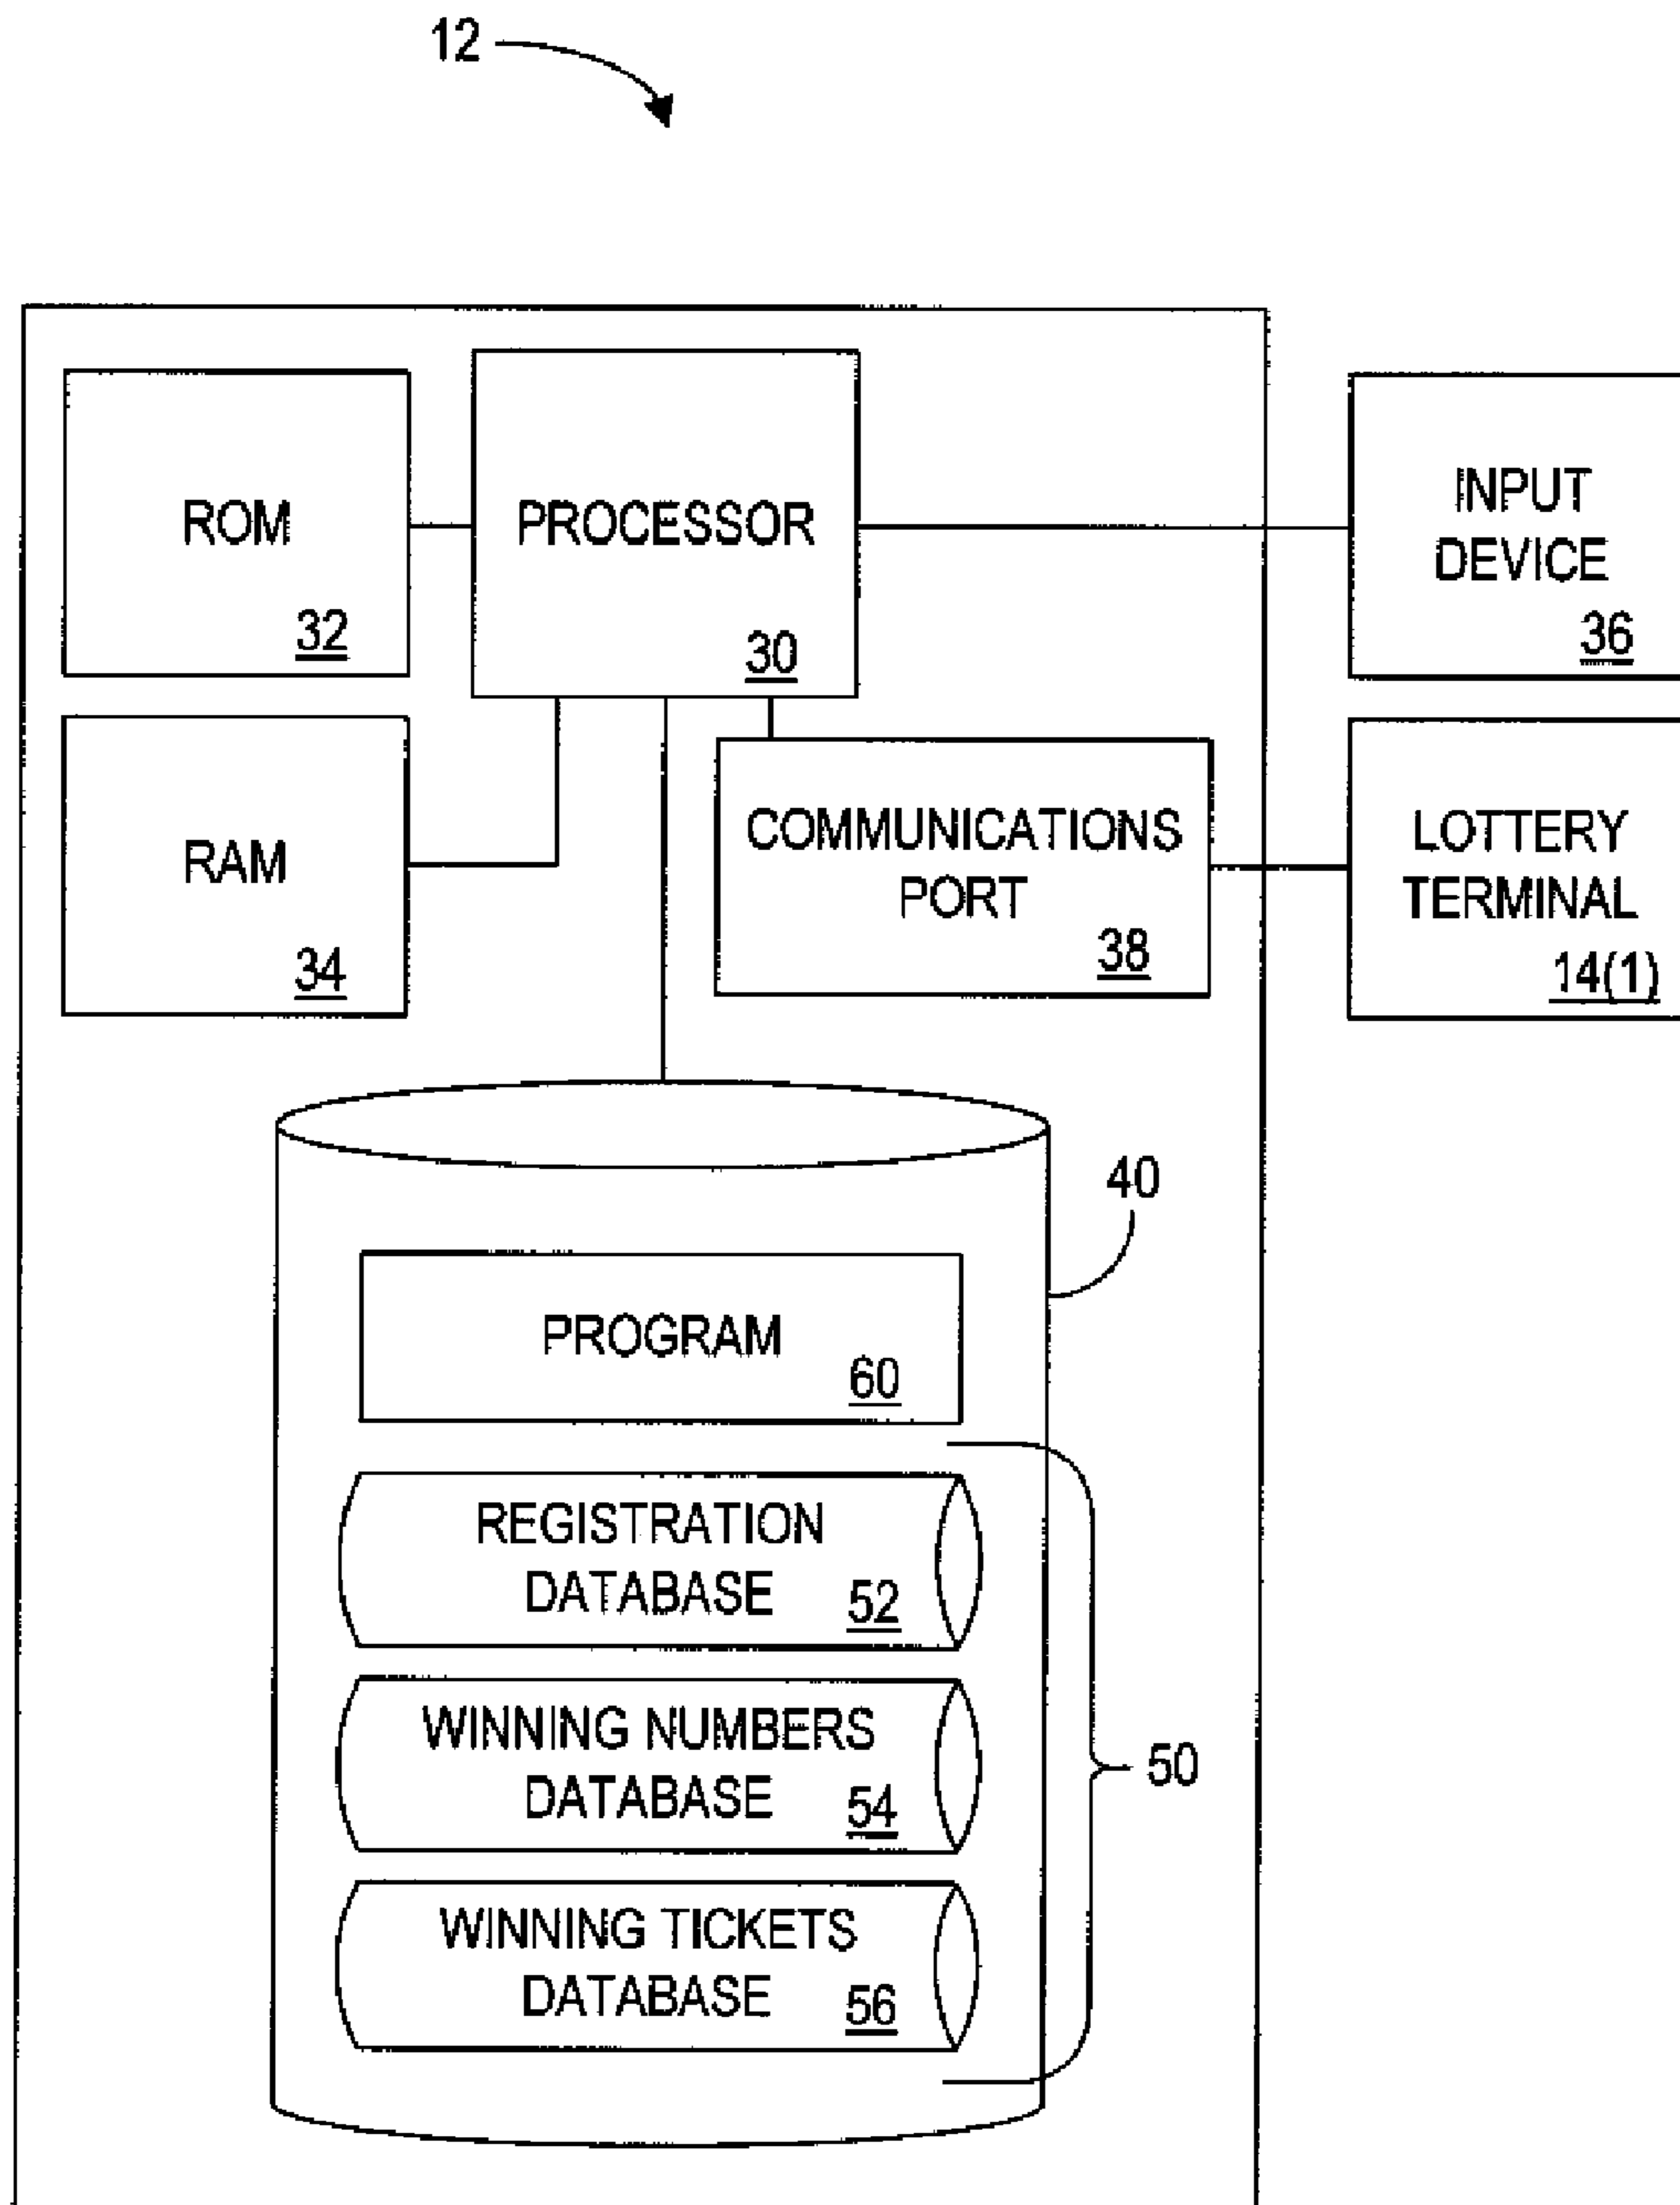 12
ROM
32
PROCESSOR
30
INPUT
DEVICE
36
RAM
34
COMMUNICATIONS
PORT
38
LOTTERY
TERMINAL
14(1)
40
PROGRAM
60
REGISTRATION
DATABASE
52
WINNING NUMBERS
DATABASE
54
50
WINNING TICKETS
DATABASE
56